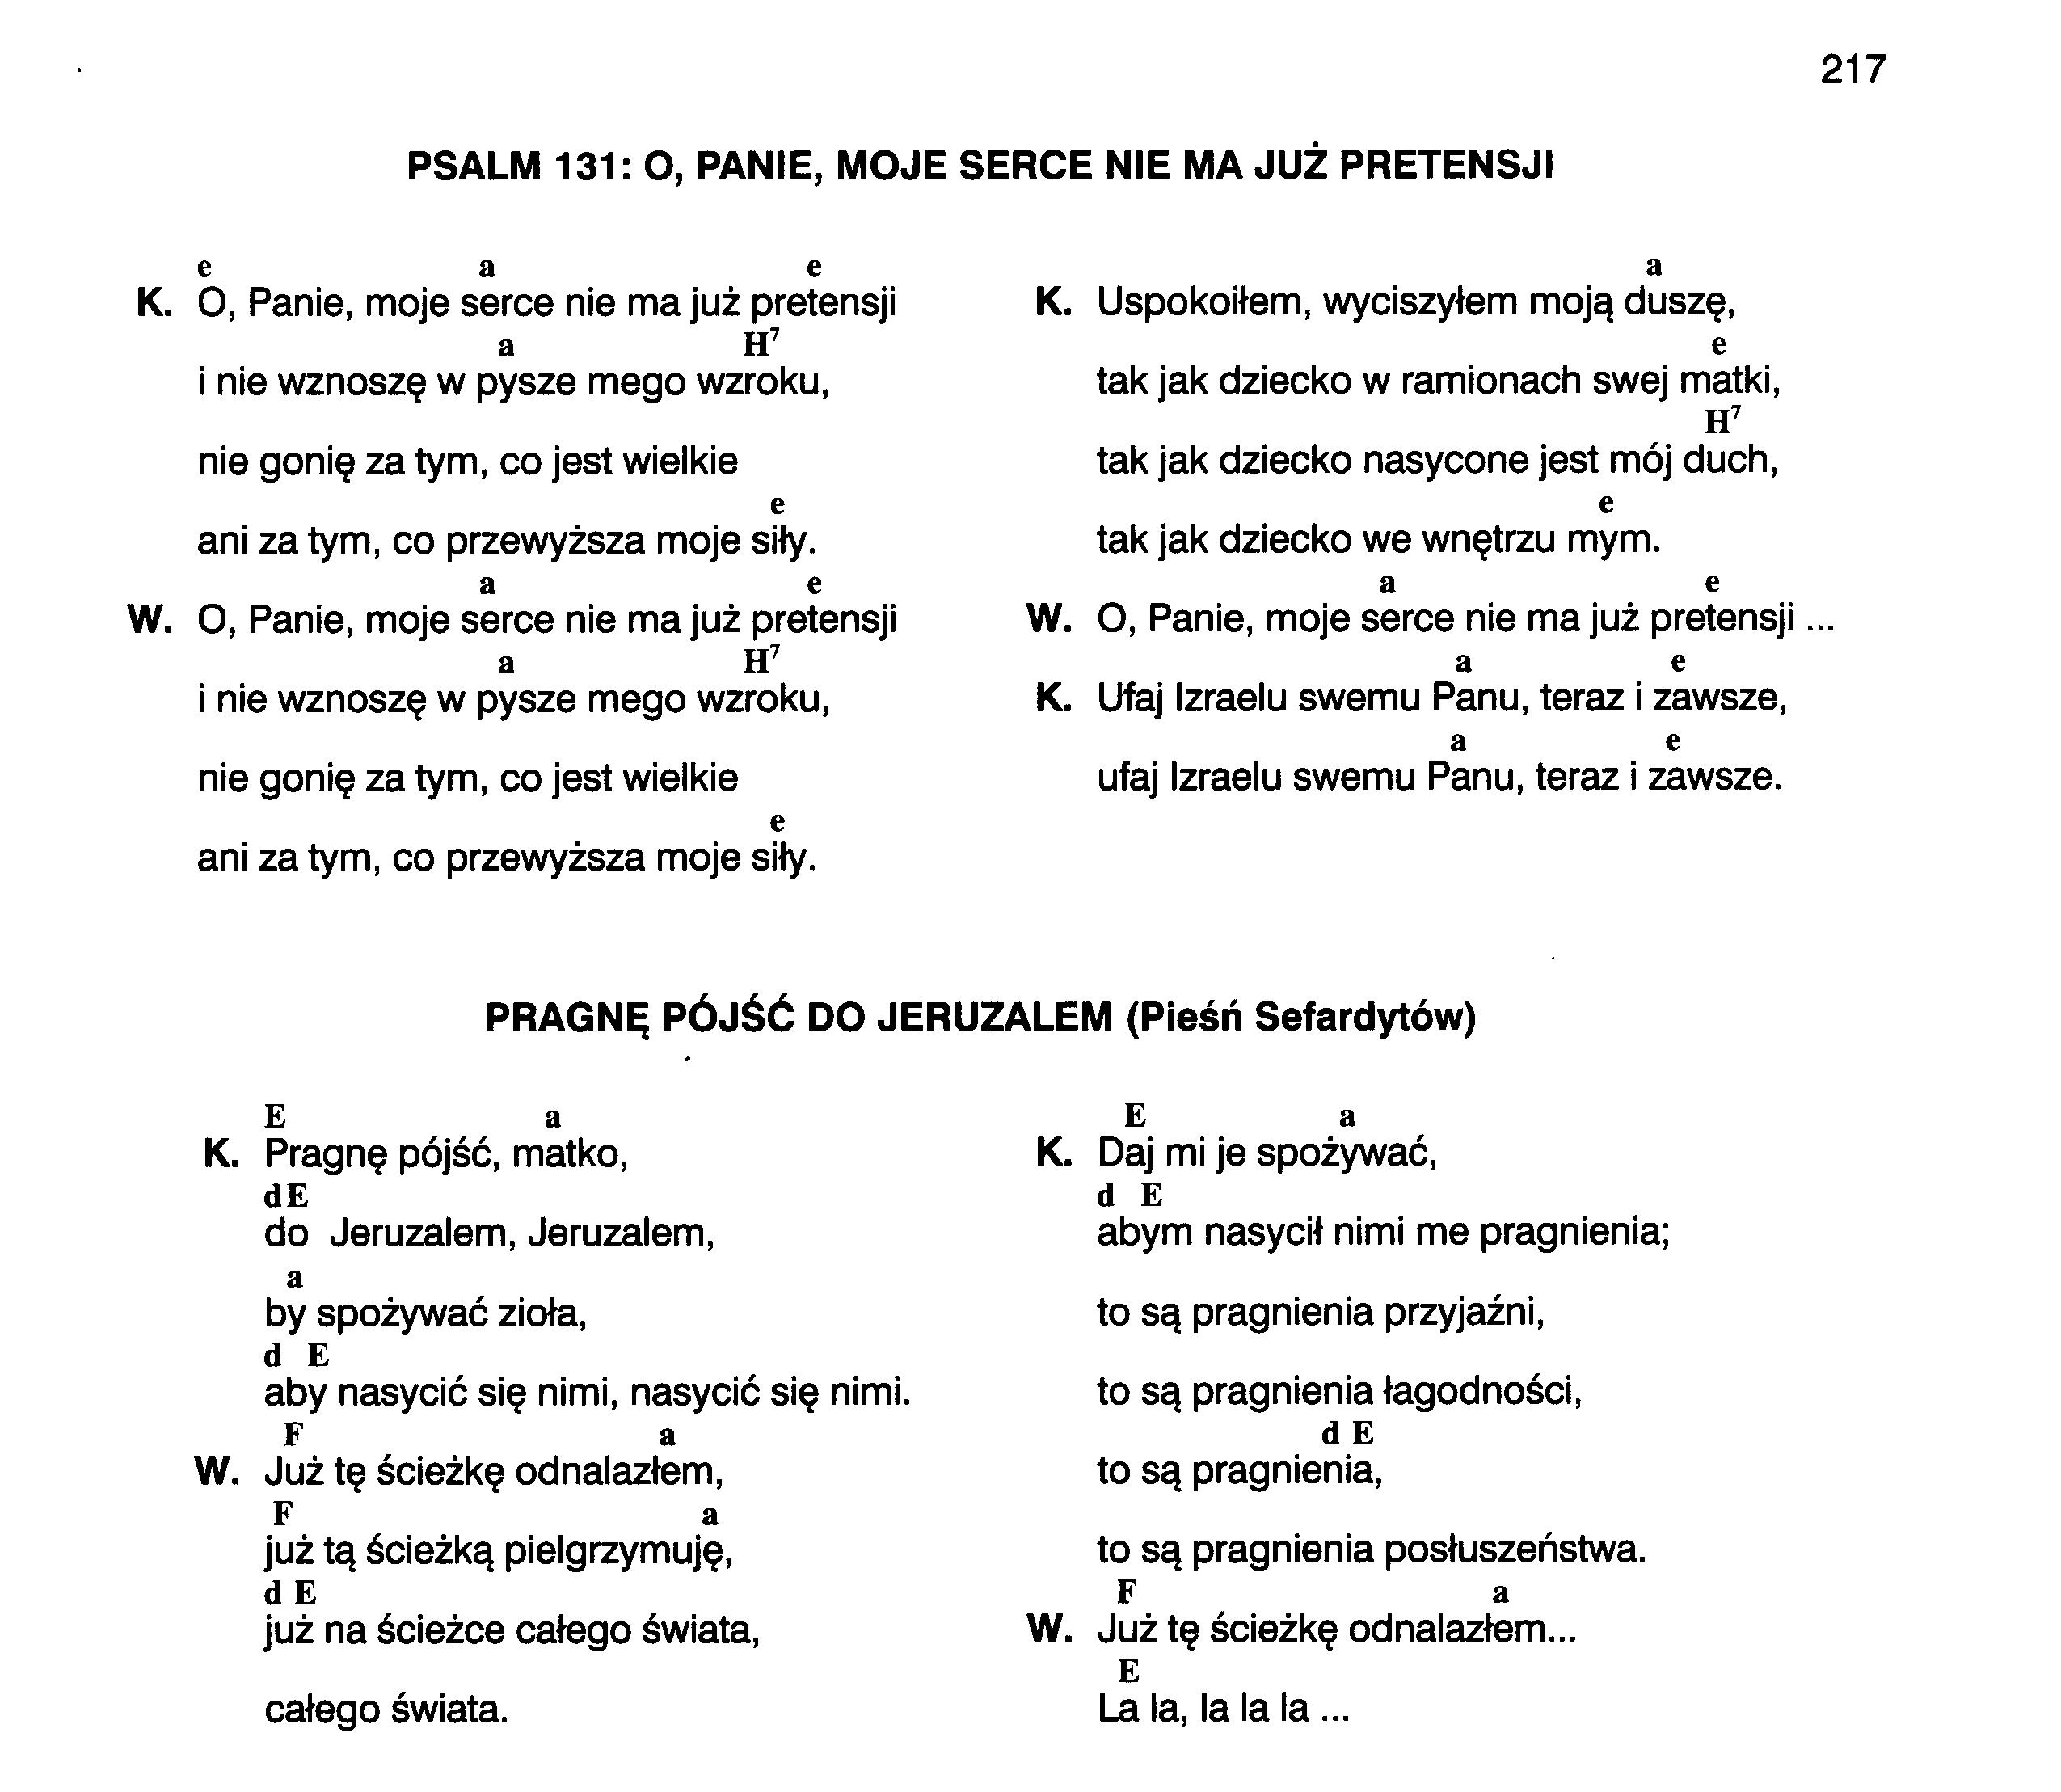 217
PSALM 131: O, PANIE, MOJE SERCE NIE MA JUŻ PRETENSJI
e a e
K. O, Panie, moje serce nie ma już pretensji
a H7
i nie wznoszę w pysze mego wzroku,
nie gonię za tym, co jest wielkie
e
ani za tym, co przewyższa moje siły.
a e
W. O, Panie, moje serce nie ma już pretensji
a H7
i nie wznoszę w pysze mego wzroku,
nie gonię za tym, co jest wielkie
e
ani za tym, co przewyższa moje siły.
a
K. Uspokoiłem, wyciszyłem moją duszę,
e
tak jak dziecko w ramionach swej matki,
H7
tak jak dziecko nasycone jest mój duch,
e
tak jak dziecko we wnętrzu mym.
a e
W. O, Panie, moje serce nie ma już pretensji ...
a e
K. Ufaj Izraelu swemu Panu, teraz i zawsze,
a e
ufaj Izraelu swemu Panu, teraz i zawsze.
PRAGNĘ PÓJŚĆ DO JERUZALEM (Pieśń Sefardytów)
E a
K. Pragnę pójść, matko,
d E
do Jeruzalem, Jeruzalem,
a
by spożywać zioła,
d E
aby nasycić się nimi, nasycić się nimi.
F a
W. Już tę ścieżkę odnalazłem,
F a
już tą ścieżką pielgrzymuję,
d E
już na ścieżce całego świata,
całego świata.
E a
K. Daj mi je spożywać,
d E
abym nasycił nimi me pragnienia;
to są pragnienia przyjaźni,
to są pragnienia łagodności,
d E
to są pragnienia,
to są pragnienia posłuszeństwa.
F a
W. Już tę ścieżkę odnalazłem...
E
La la, la la la ...